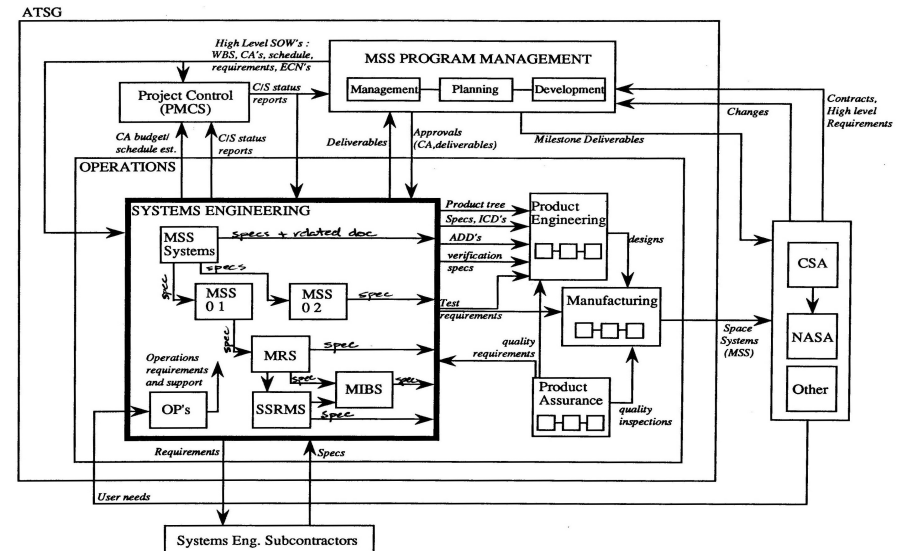 ATSG
High Level SOW's :
WBS, CA's, schedule,
requirements, ECN's
MSS PROGRAM MANAGEMENT
Management
Planning
Development
Project Control
(PMCS)
C/S status
reports
Changes
Contracts,
High level
Requirements
CA budget/
schedule est.
C/S status
reports
Deliverables
Approvals
(CA,deliverables)
Milestone Deliverables
OPERATIONS
SYSTEMS ENGINEERING
MSS
Systems
specs + related doc
spec
specs
MSS
0 1
MSS
0 2
spec
spec
MRS
spec
Operations
requirements
and support
spec
MIBS
spec
OP's
SSRMS
spec
Product tree
Specs, ICD's
ADD's
verification
specs
Test
requirements
Product
Engineering
designs
Manufacturing
quality
requirements
Product
Assurance
quality
inspections
Space
Systems
(MSS)
CSA
NASA
Other
Requirements
Specs
User needs
Systems Eng. Subcontractors